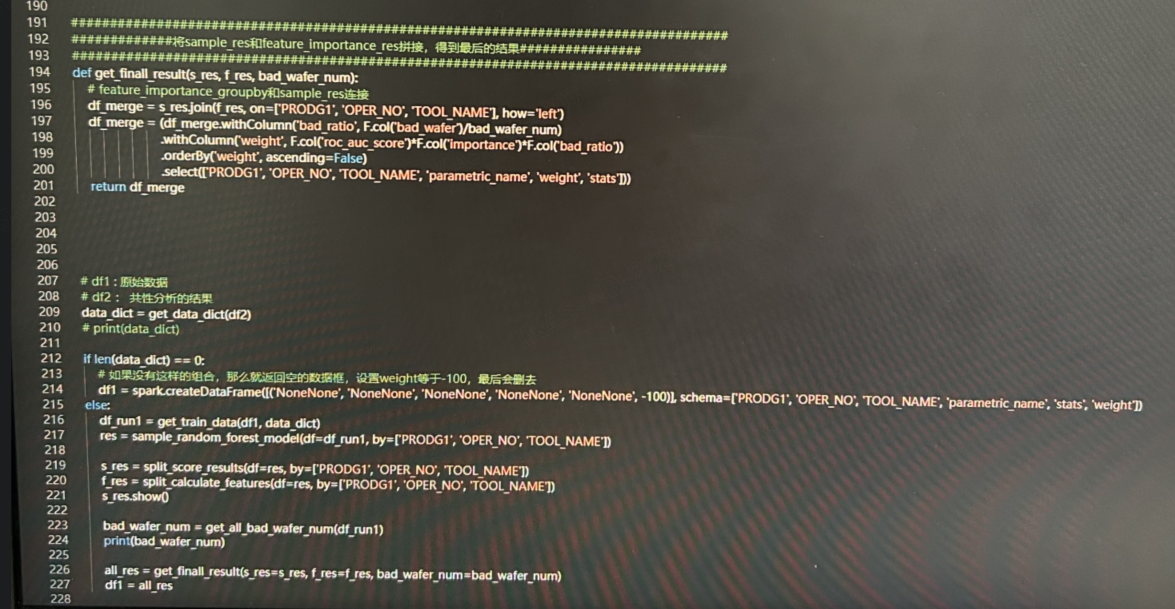 190
191 ####################################################################################
192 #############将sample_res和feature_importance_res拼接，得到最后的结果################
193 ####################################################################################
194 def get_finall_result(s_res, f_res, bad_wafer_num):
195 # feature_importance_groupby和sample_res连接
196 df_merge = s_res.join(f_res, on=['PRODG1', 'OPER_NO', 'TOOL_NAME'], how='left')
197 df_merge = (df_merge.withColumn('bad_ratio', F.col('bad_wafer')/bad_wafer_num)
198 .withColumn('weight', F.col('roc_auc_score')*F.col('importance')*F.col('bad_ratio'))
199 .orderBy('weight', ascending=False)
200 .select(['PRODG1', 'OPER_NO', 'TOOL_NAME', 'parametric_name', 'weight', 'stats']))
201 return df_merge
202
203
204
205
206
207 # df1 : 原始数据
208 # df2 : 共性分析的结果
209 data_dict = get_data_dict(df2)
210 # print(data_dict)
211
212 if len(data_dict) == 0:
213 # 如果没有这样的组合，那么就返回空的数据框，设置weight等于-100，最后会删去
214 df1 = spark.createDataFrame([('NoneNone', 'NoneNone', 'NoneNone', 'NoneNone', 'NoneNone', -100)], schema=['PRODG1', 'OPER_NO', 'TOOL_NAME', 'parametric_name', 'stats', 'weight'])
215 else:
216 df_run1 = get_train_data(df1, data_dict)
217 res = sample_random_forest_model(df=df_run1, by=['PRODG1', 'OPER_NO', 'TOOL_NAME'])
218
219 s_res = split_score_results(df=res, by=['PRODG1', 'OPER_NO', 'TOOL_NAME'])
220 f_res = split_calculate_features(df=res, by=['PRODG1', 'OPER_NO', 'TOOL_NAME'])
221 s_res.show()
222
223 bad_wafer_num = get_all_bad_wafer_num(df_run1)
224 print(bad_wafer_num)
225
226 all_res = get_finall_result(s_res=s_res, f_res=f_res, bad_wafer_num=bad_wafer_num)
227 df1 = all_res
228